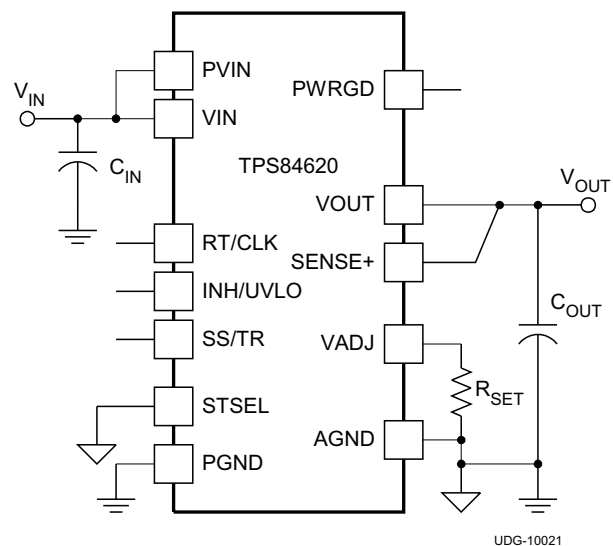 PVIN
VIN
V_IN
C_IN
TPS84620
PWRGD
VOUT
V_OUT
SENSE+
RT/CLK
INH/UVLO
C_OUT
SS/TR
VADJ
R_SET
STSEL
AGND
PGND
UDG-10021